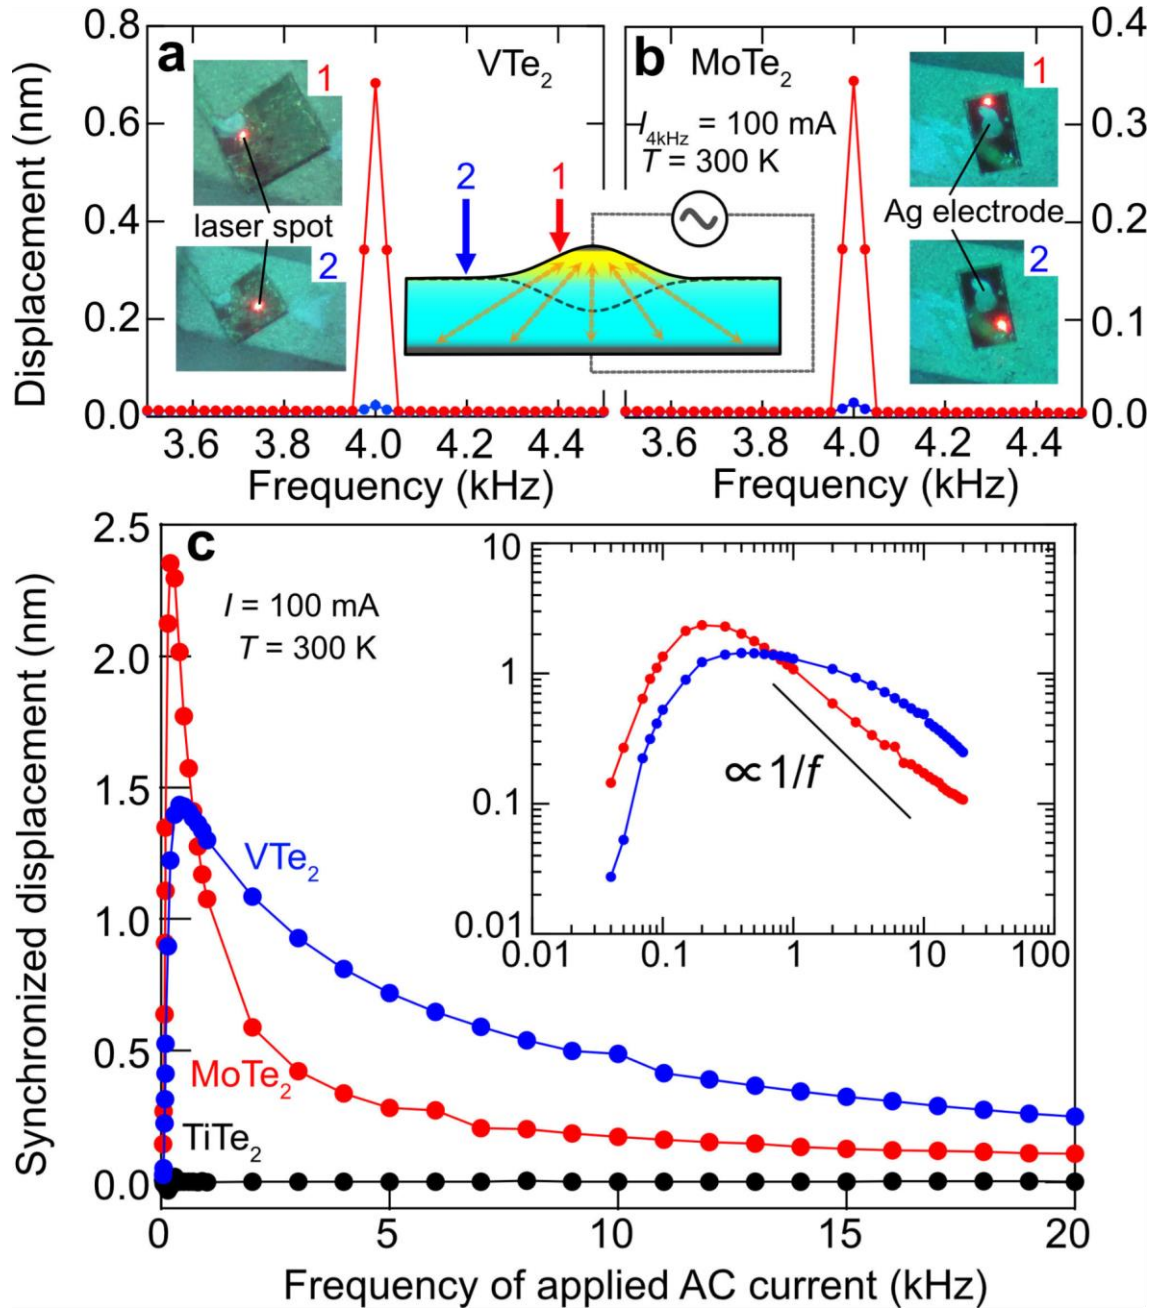 a
VTe₂
1
laser spot
2
2
1
0.8
0.6
0.4
0.2
0.0
Displacement (nm)
3.6 3.8 4.0 4.2 4.4
Frequency (kHz)
b
MoTe₂
I₄kHz = 100 mA
T = 300 K
1
Ag electrode
2
0.4
0.3
0.2
0.1
0.0
3.6 3.8 4.0 4.2 4.4
Frequency (kHz)
c
I = 100 mA
T = 300 K
2.5
2.0
1.5
1.0
0.5
0.0
Synchronized displacement (nm)
VTe₂
MoTe₂
TiTe₂
10
1
0.1
0.01
∝ 1/f
0.01 0.1 1 10 100
0 5 10 15 20
Frequency of applied AC current (kHz)